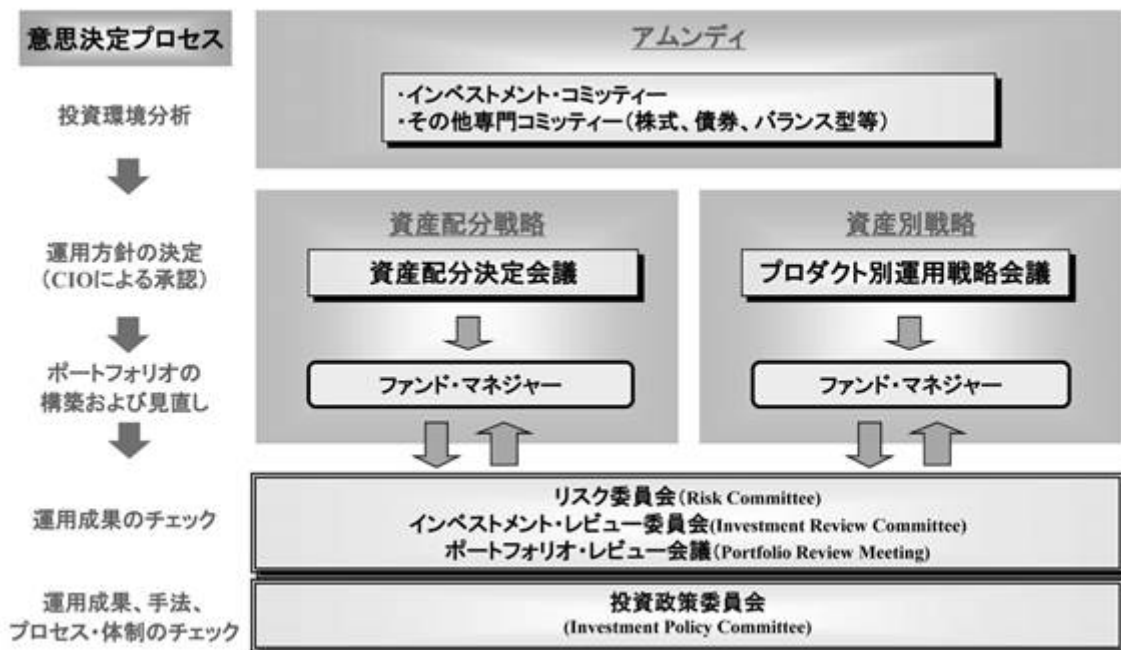 意思決定プロセス
アムンディ
投資環境分析
・インベストメント・コミッティー
・その他専門コミッティー(株式、債券、バランス型等)
運用方針の決定
(CIOによる承認)
資産配分戦略
資産配分決定会議
資産別戦略
プロダクト別運用戦略会議
ポートフォリオの
構築および見直し
ファンド・マネジャー
ファンド・マネジャー
運用成果のチェック
リスク委員会(Risk Committee)
インベストメント・レビュー委員会(Investment Review Committee)
ポートフォリオ・レビュー会議(Portfolio Review Meeting)
運用成果、手法、
プロセス・体制のチェック
投資政策委員会
(Investment Policy Committee)